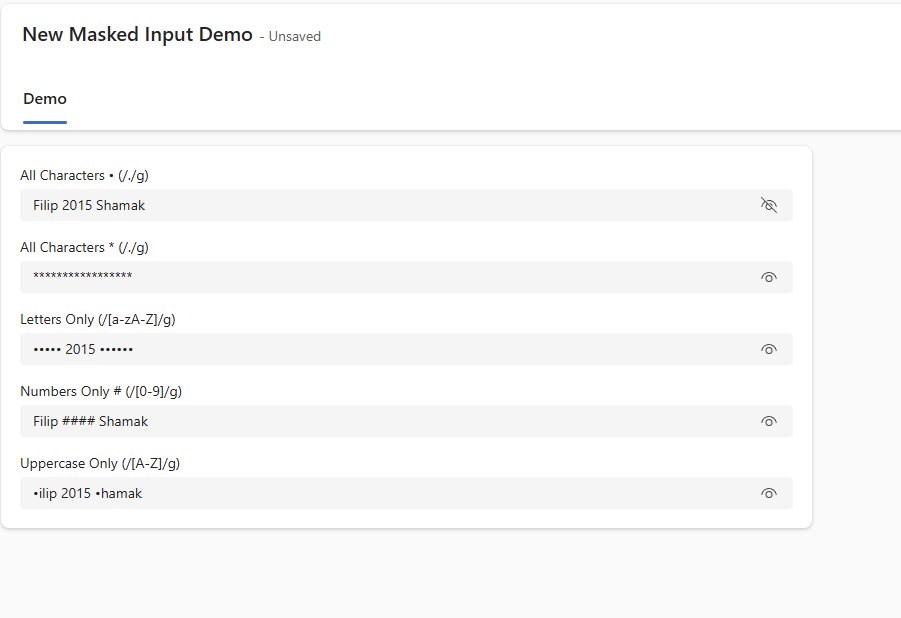 New Masked Input Demo - Unsaved
Demo
All Characters • (/./g)
Filip 2015 Shamak
All Characters * (/./g)
*****************
Letters Only (/[a-zA-Z]/g)
••••• 2015 ••••••
Numbers Only # (/[0-9]/g)
Filip #### Shamak
Uppercase Only (/[A-Z]/g)
•ilip 2015 •hamak